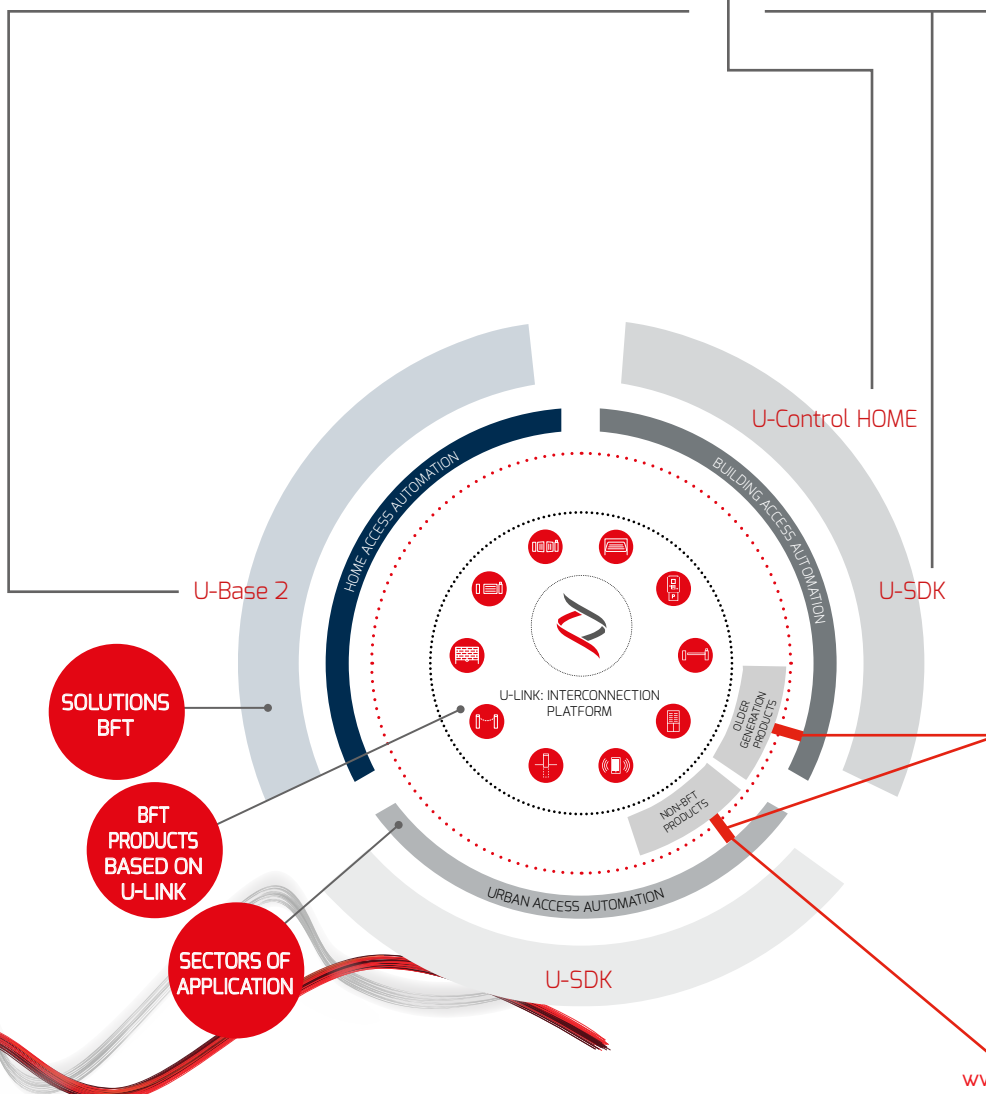 U-Control HOME
HOME ACCESS AUTOMATION
BUILDING ACCESS AUTOMATION
U-Base 2
U-SDK
P
SOLUTIONS
BFT
U-LINK: INTERCONNECTION
PLATFORM
OLDER
GENERATION
PRODUCTS
NON-BFT
PRODUCTS
BFT
PRODUCTS
BASED ON
U-LINK
URBAN ACCESS AUTOMATION
SECTORS OF
APPLICATION
U-SDK